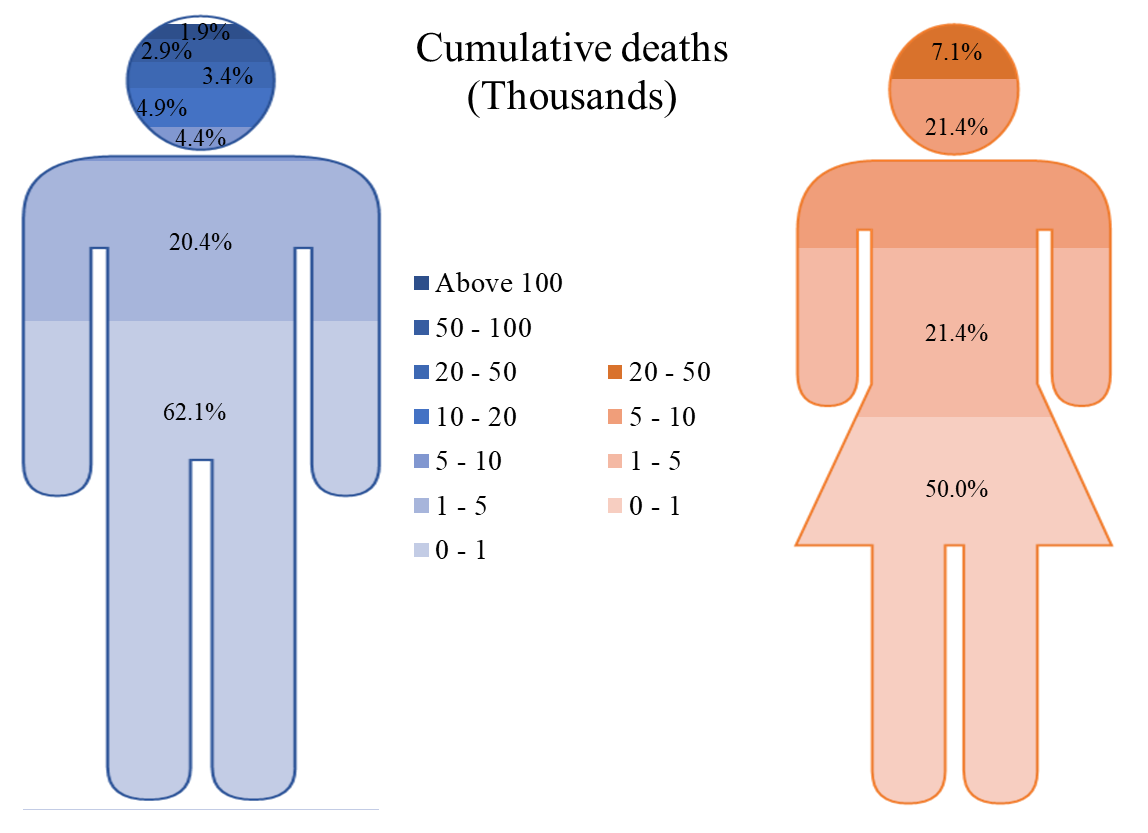 Cumulative deaths
(Thousands)
1.9%
2.9%
3.4%
4.9%
4.4%
20.4%
62.1%
Above 100
50 - 100
20 - 50
10 - 20
5 - 10
1 - 5
0 - 1
20 - 50
5 - 10
1 - 5
0 - 1
7.1%
21.4%
21.4%
50.0%